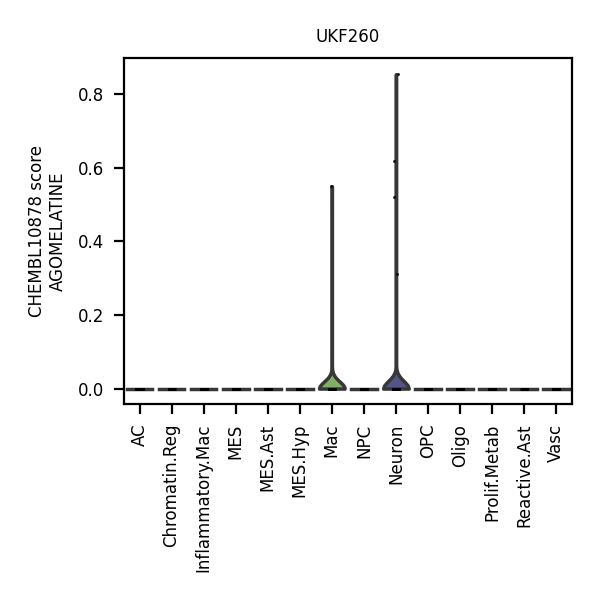 UKF260
CHEMBL10878 score
AGOMELATINE
0.8
0.6
0.4
0.2
0.0
AC
Chromatin.Reg
Inflammatory.Mac
MES
MES.Ast
MES.Hyp
Mac
NPC
Neuron
OPC
Oligo
Prolif.Metab
Reactive.Ast
Vasc